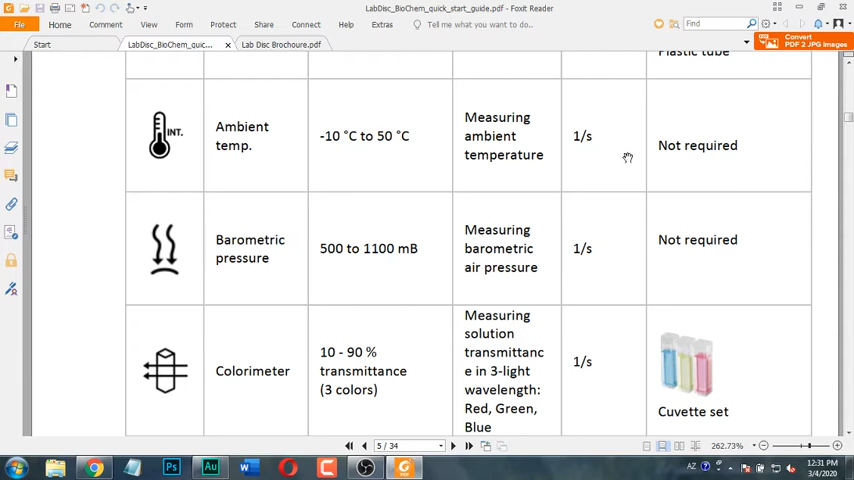 LabDisc_BioChem_quick_start_guide.pdf - Foxit Reader
File
Home
Comment
View
Form
Protect
Share
Connect
Help
Extras
Tell me what you want to do...
Find
Start
LabDisc_BioChem_quic...
Lab Disc Brochoure.pdf
Convert
PDF 2 JPG Images
Plastic tube
INT.
Ambient
temp.
-10 °C to 50 °C
Measuring
ambient
temperature
1/s
Not required
Barometric
pressure
500 to 1100 mB
Measuring
barometric
air pressure
1/s
Not required
Colorimeter
10 - 90 %
transmittance
(3 colors)
Measuring
solution
transmittanc
e in 3-light
wavelength:
Red, Green,
Blue
1/s
Cuvette set
5 / 34
262.73%
Ps
Au
W
AZ
12:31 PM
3/4/2020